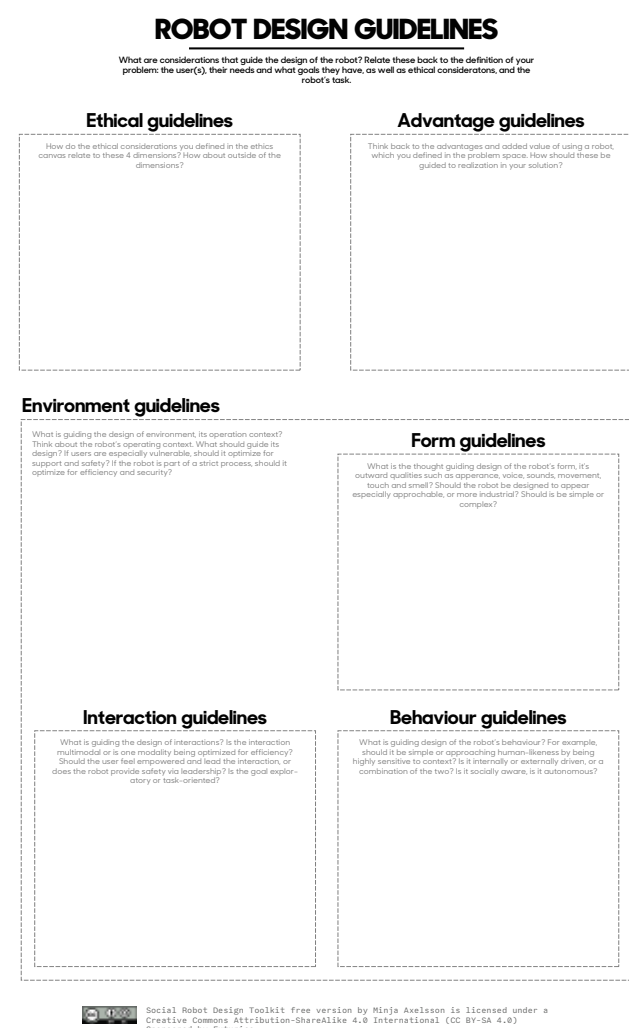 ROBOT DESIGN GUIDELINES
What are considerations that guide the design of the robot? Relate these back to the definition of your
problem: the user(s), their needs and what goals they have, as well as ethical consideratons, and the
robot's task.
Ethical guidelines
How do the ethical considerations you defined in the ethics
canvas relate to these 4 dimensions? How about outside of the
dimensions?
Advantage guidelines
Think back to the advantages and added value of using a robot,
which you defined in the problem space. How should these be
guided to realization in your solution?
Environment guidelines
What is guiding the design of environment, its operation context?
Think about the robot's operating context. What should guide its
design? If users are especially vulnerable, should it optimize for
support and safety? If the robot is part of a strict process, should it
optimize for efficiency and security?
Form guidelines
What is the thought guiding design of the robot's form, it's
outward qualities such as apperance, voice, sounds, movement,
touch and smell? Should the robot be designed to appear
especially approchable, or more industrial? Should is be simple or
complex?
Interaction guidelines
What is guiding the design of interactions? Is the interaction
multimodal or is one modality being optimized for efficiency?
Should the user feel empowered and lead the interaction, or
does the robot provide safety via leadership? Is the goal explor-
atory or task-oriented?
Behaviour guidelines
What is guiding design of the robot's behaviour? For example,
should it be simple or approaching human-likeness by being
highly sensitive to context? Is it internally or externally driven, or a
combination of the two? Is it socially aware, is it autonomous?
Social Robot Design Toolkit free version by Minja Axelsson is licensed under a
Creative Commons Attribution-ShareAlike 4.0 International (CC BY-SA 4.0)